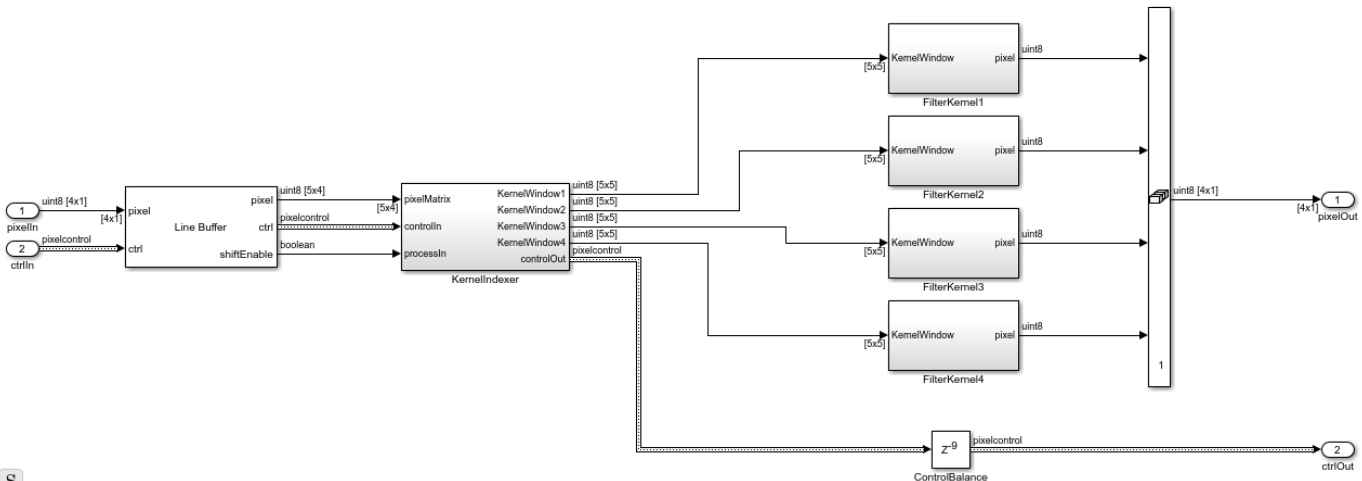 1
pixelIn
uint8 [4x1]
[4x1]
2
ctrlIn
pixelcontrol
pixel
ctrl
Line Buffer
pixel
ctrl
shiftEnable
uint8 [5x4]
[5x4]
pixelcontrol
boolean
pixelMatrix
controlIn
processIn
KernelWindow1
KernelWindow2
KernelWindow3
KernelWindow4
controlOut
KernelIndexer
uint8 [5x5]
uint8 [5x5]
uint8 [5x5]
uint8 [5x5]
pixelcontrol
[5x5]
KernelWindow
pixel
uint8
FilterKernel1
[5x5]
KernelWindow
pixel
uint8
FilterKernel2
[5x5]
KernelWindow
pixel
uint8
FilterKernel3
[5x5]
KernelWindow
pixel
uint8
FilterKernel4
1
uint8 [4x1]
[4x1]
1
pixelOut
Z-9
ControlBalance
pixelcontrol
2
ctrlOut